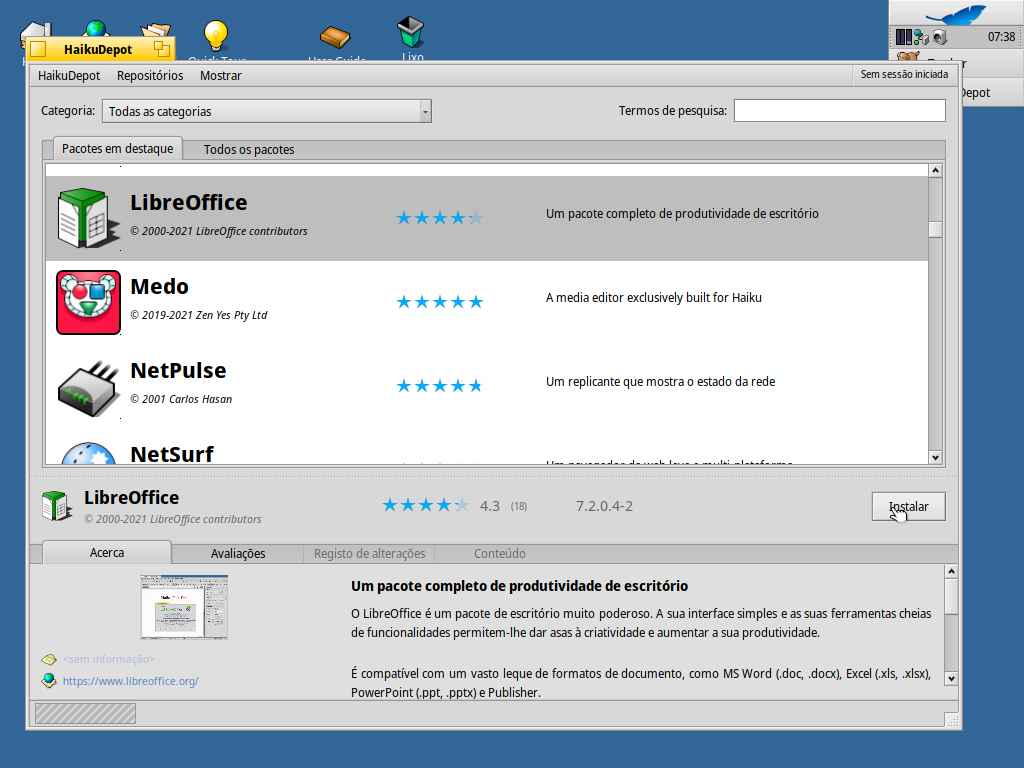 Quick Tour
User Guide
Lixo
07:38
HaikuDepot
HaikuDepot Repositórios Mostrar
Sem sessão iniciada
Depot
Categoria: Todas as categorias
Termos de pesquisa:
Pacotes em destaque Todos os pacotes
LibreOffice
© 2000-2021 LibreOffice contributors
Um pacote completo de produtividade de escritório
Medo
© 2019-2021 Zen Yes Pty Ltd
A media editor exclusively built for Haiku
NetPulse
© 2001 Carlos Hasan
Um replicante que mostra o estado da rede
NetSurf
Um navegador da web leve e multi-plataforma
LibreOffice
© 2000-2021 LibreOffice contributors
4.3 (18)
7.2.0.4-2
Instalar
Acerca Avaliações Registo de alterações Conteúdo
Um pacote completo de produtividade de escritório
O LibreOffice é um pacote de escritório muito poderoso. A sua interface simples e as suas ferramentas cheias
de funcionalidades permitem-lhe dar asas à criatividade e aumentar a sua produtividade.
É compatível com um vasto leque de formatos de documento, como MS Word (.doc, .docx), Excel (.xls, .xlsx),
PowerPoint (.ppt, .pptx) e Publisher.
<sem informação>
https://www.libreoffice.org/